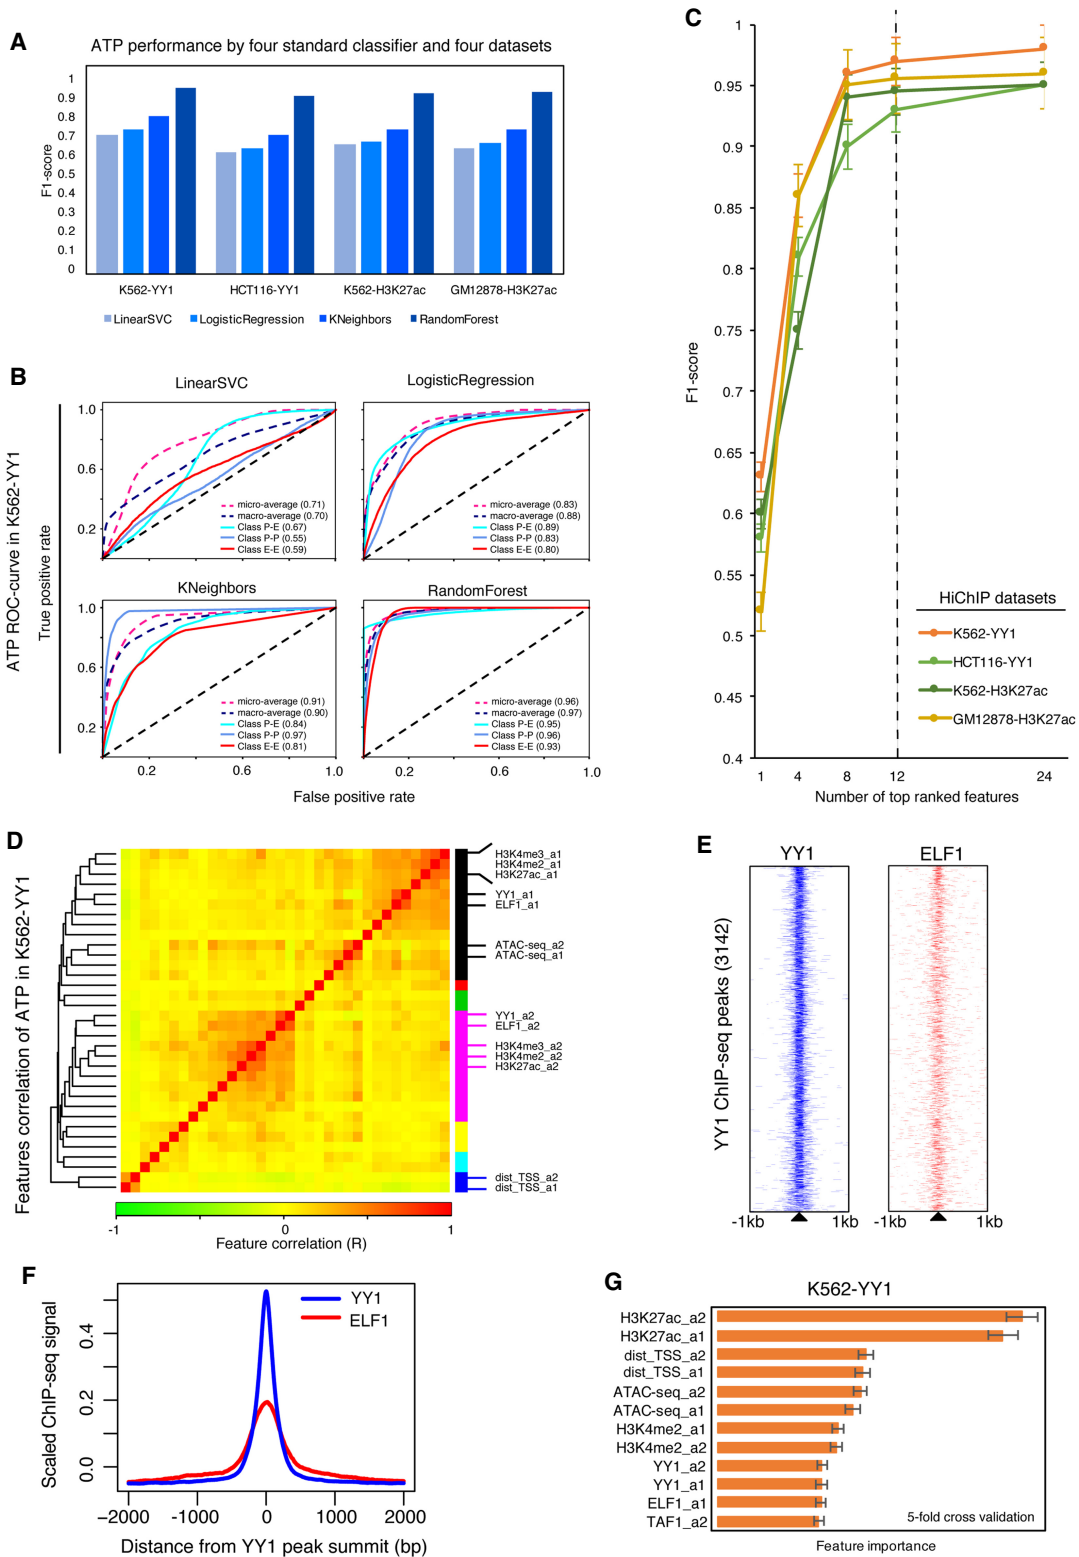 A
ATP performance by four standard classifier and four datasets
F1-score
1
0.9
0.8
0.7
0.6
0.5
0.4
0.3
0.2
0.1
0
K562-YY1
HCT116-YY1
K562-H3K27ac
GM12878-H3K27ac
LinearSVC
LogisticRegression
KNeighbors
RandomForest
B
ATP ROC-curve in K562-YY1
True positive rate
LinearSVC
1.0
0.6
0.2
micro-average (0.71)
macro-average (0.70)
Class P-E (0.67)
Class P-P (0.55)
Class E-E (0.59)
LogisticRegression
micro-average (0.83)
macro-average (0.88)
Class P-E (0.89)
Class P-P (0.83)
Class E-E (0.80)
KNeighbors
1.0
0.6
0.2
micro-average (0.91)
macro-average (0.90)
Class P-E (0.84)
Class P-P (0.97)
Class E-E (0.81)
0.2
0.6
1.0
RandomForest
micro-average (0.96)
macro-average (0.97)
Class P-E (0.95)
Class P-P (0.96)
Class E-E (0.93)
0.2
0.6
1.0
False positive rate
C
F1-score
1
0.95
0.9
0.85
0.8
0.75
0.7
0.65
0.6
0.55
0.5
0.45
0.4
1
4
8
12
24
Number of top ranked features
HiChIP datasets
K562-YY1
HCT116-YY1
K562-H3K27ac
GM12878-H3K27ac
D
Features correlation of ATP in K562-YY1
H3K4me3_a1
H3K4me2_a1
H3K27ac_a1
YY1_a1
ELF1_a1
ATAC-seq_a2
ATAC-seq_a1
YY1_a2
ELF1_a2
H3K4me3_a2
H3K4me2_a2
H3K27ac_a2
dist_TSS_a2
dist_TSS_a1
-1
0
1
Feature correlation (R)
E
YY1 ChIP-seq peaks (3142)
YY1
ELF1
-1kb
1kb
-1kb
1kb
F
Scaled ChIP-seq signal
0.4
0.2
0.0
YY1
ELF1
−2000
-1000
0
1000
2000
Distance from YY1 peak summit (bp)
G
K562-YY1
H3K27ac_a2
H3K27ac_a1
dist_TSS_a2
dist_TSS_a1
ATAC-seq_a2
ATAC-seq_a1
H3K4me2_a1
H3K4me2_a2
YY1_a2
YY1_a1
ELF1_a1
TAF1_a2
5-fold cross validation
Feature importance